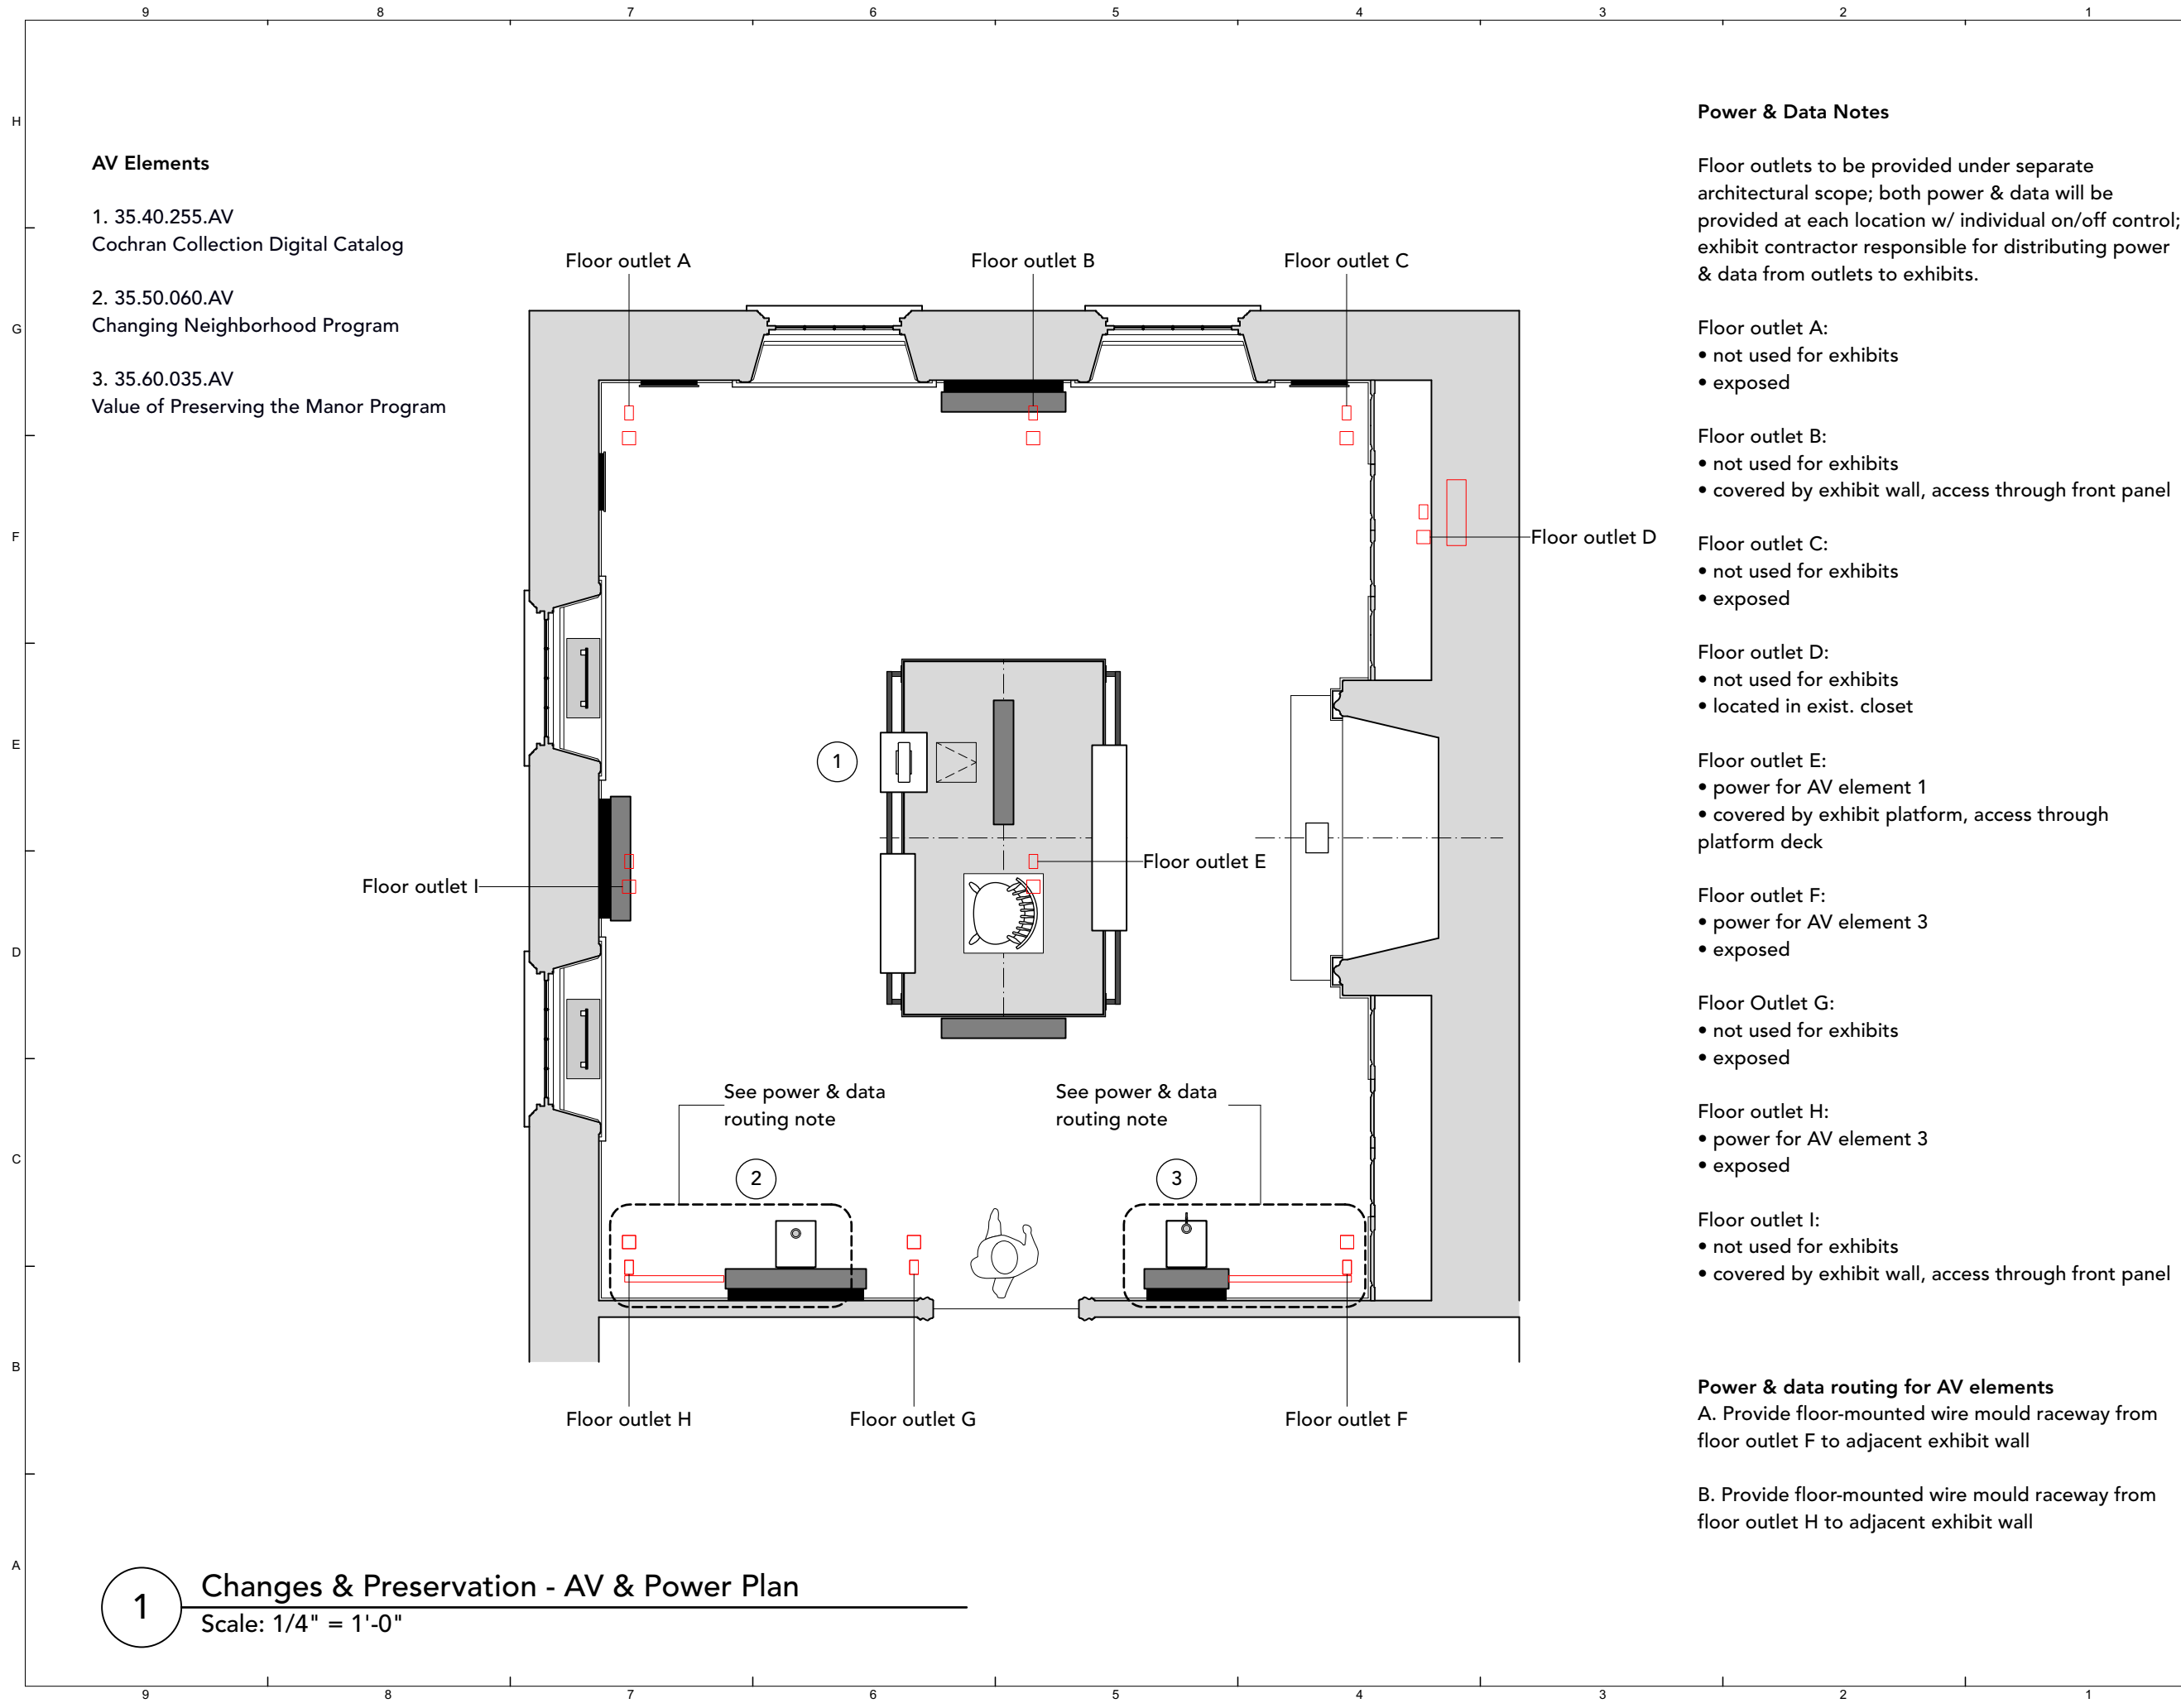 9 8 7 6 5 4 3 2 1
H
G
F
E
D
C
B
A
AV Elements
1. 35.40.255.AV
Cochran Collection Digital Catalog
2. 35.50.060.AV
Changing Neighborhood Program
3. 35.60.035.AV
Value of Preserving the Manor Program
Floor outlet A
Floor outlet B
Floor outlet C
Floor outlet D
1
Floor outlet E
Floor outlet I
See power & data
routing note
See power & data
routing note
2
3
Floor outlet H
Floor outlet G
Floor outlet F
Power & Data Notes
Floor outlets to be provided under separate
architectural scope; both power & data will be
provided at each location w/ individual on/off control;
exhibit contractor responsible for distributing power
& data from outlets to exhibits.
Floor outlet A:
• not used for exhibits
• exposed
Floor outlet B:
• not used for exhibits
• covered by exhibit wall, access through front panel
Floor outlet C:
• not used for exhibits
• exposed
Floor outlet D:
• not used for exhibits
• located in exist. closet
Floor outlet E:
• power for AV element 1
• covered by exhibit platform, access through
platform deck
Floor outlet F:
• power for AV element 3
• exposed
Floor Outlet G:
• not used for exhibits
• exposed
Floor outlet H:
• power for AV element 3
• exposed
Floor outlet I:
• not used for exhibits
• covered by exhibit wall, access through front panel
Power & data routing for AV elements
A. Provide floor-mounted wire mould raceway from
floor outlet F to adjacent exhibit wall
B. Provide floor-mounted wire mould raceway from
floor outlet H to adjacent exhibit wall
1
Changes & Preservation - AV & Power Plan
Scale: 1/4" = 1'-0"
9 8 7 6 5 4 3 2 1